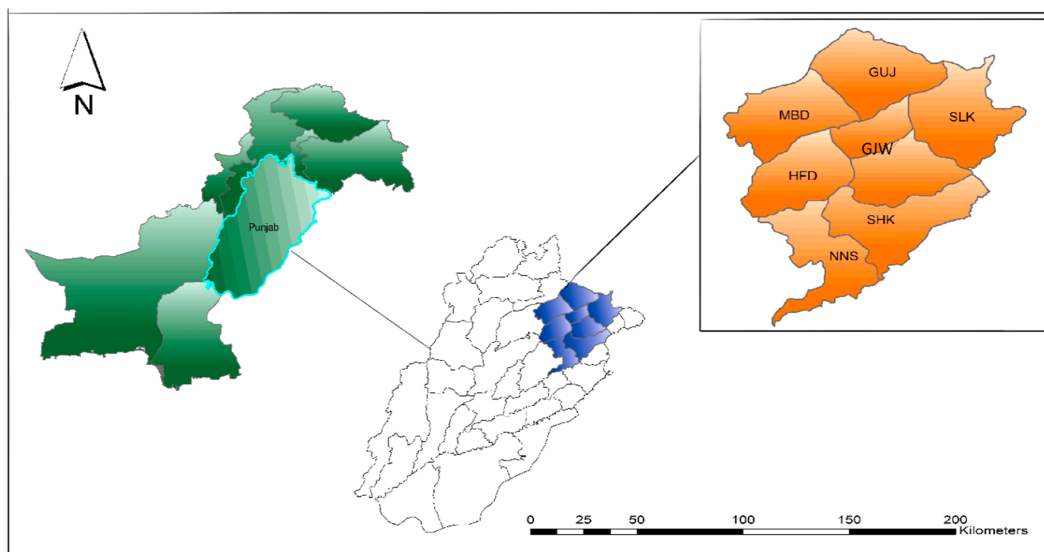 N
Punjab
GUJ
MBD
SLK
GJW
HFD
SHK
NNS
0 25 50 100 150 200
Kilometers